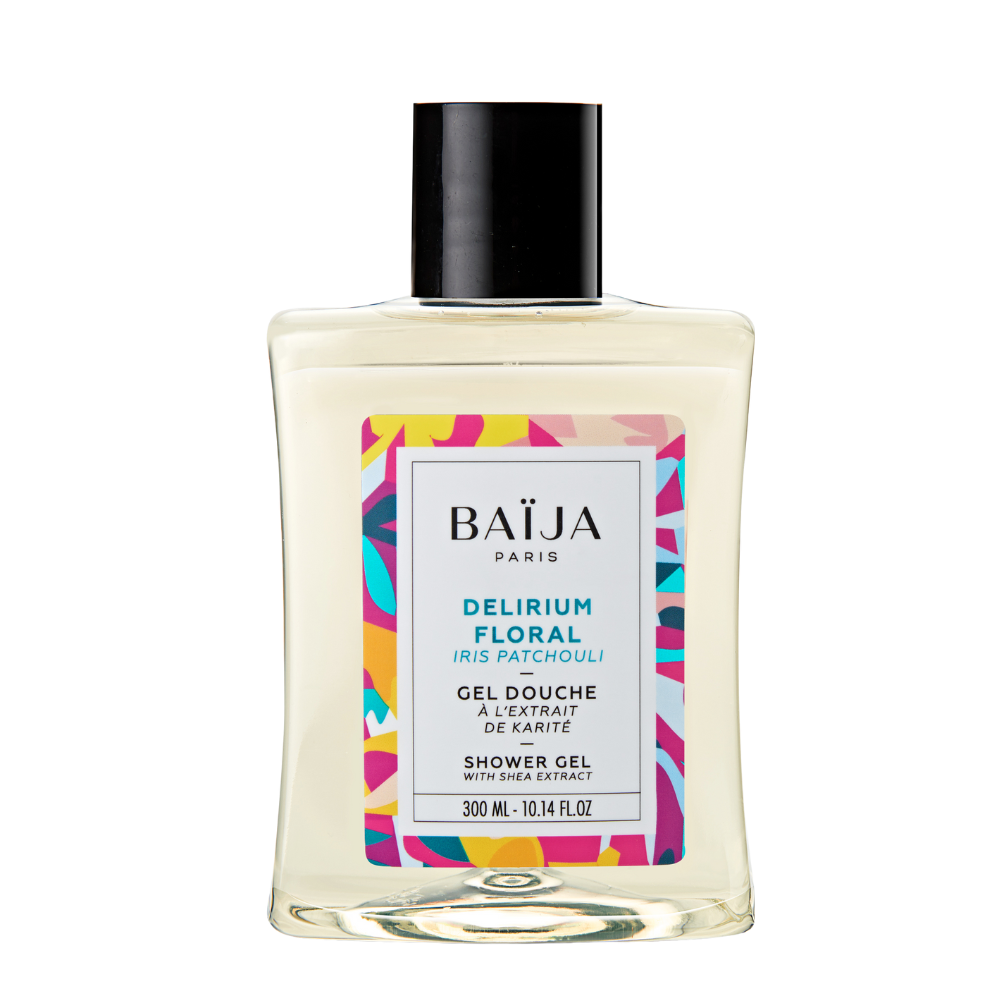 BAÏJA
PARIS
DELIRIUM
FLORAL
IRIS PATCHOULI
GEL DOUCHE
À L'EXTRAIT
DE KARITÉ
SHOWER GEL
WITH SHEA EXTRACT
300 ML - 10.14 FL.OZ